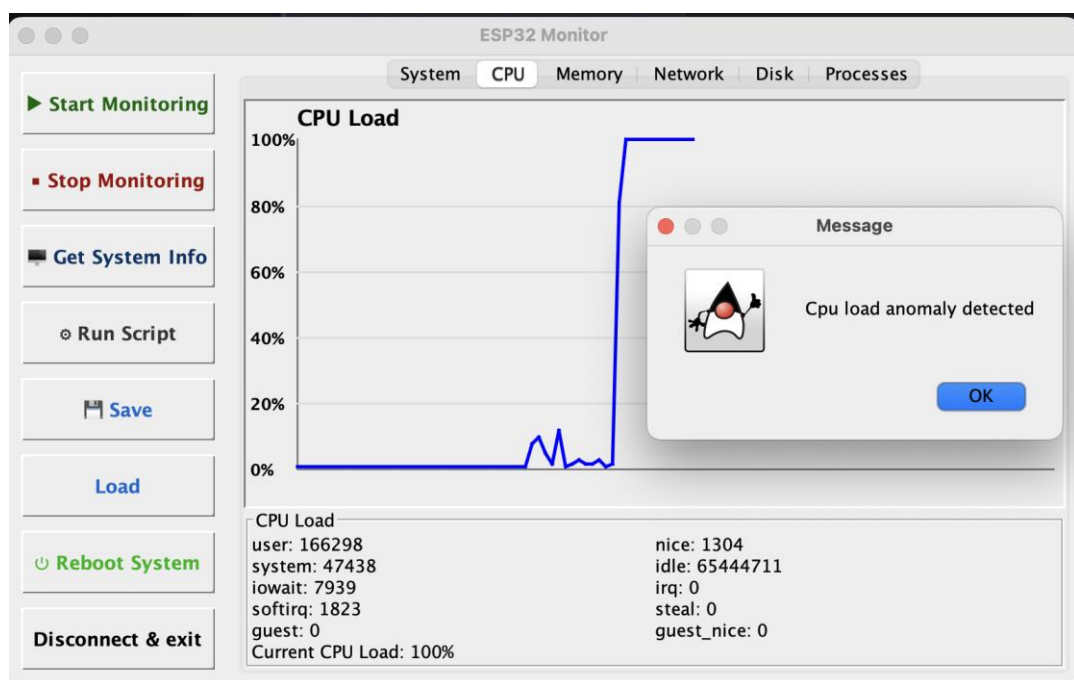 ESP32 Monitor
System CPU Memory Network Disk Processes
▶ Start Monitoring
▪ Stop Monitoring
Get System Info
Run Script
Save
Load
Reboot System
Disconnect & exit
CPU Load
100%
80%
60%
40%
20%
0%
Message
Cpu load anomaly detected
OK
CPU Load
user: 166298 nice: 1304
system: 47438 idle: 65444711
iowait: 7939 irq: 0
softirq: 1823 steal: 0
guest: 0 guest_nice: 0
Current CPU Load: 100%